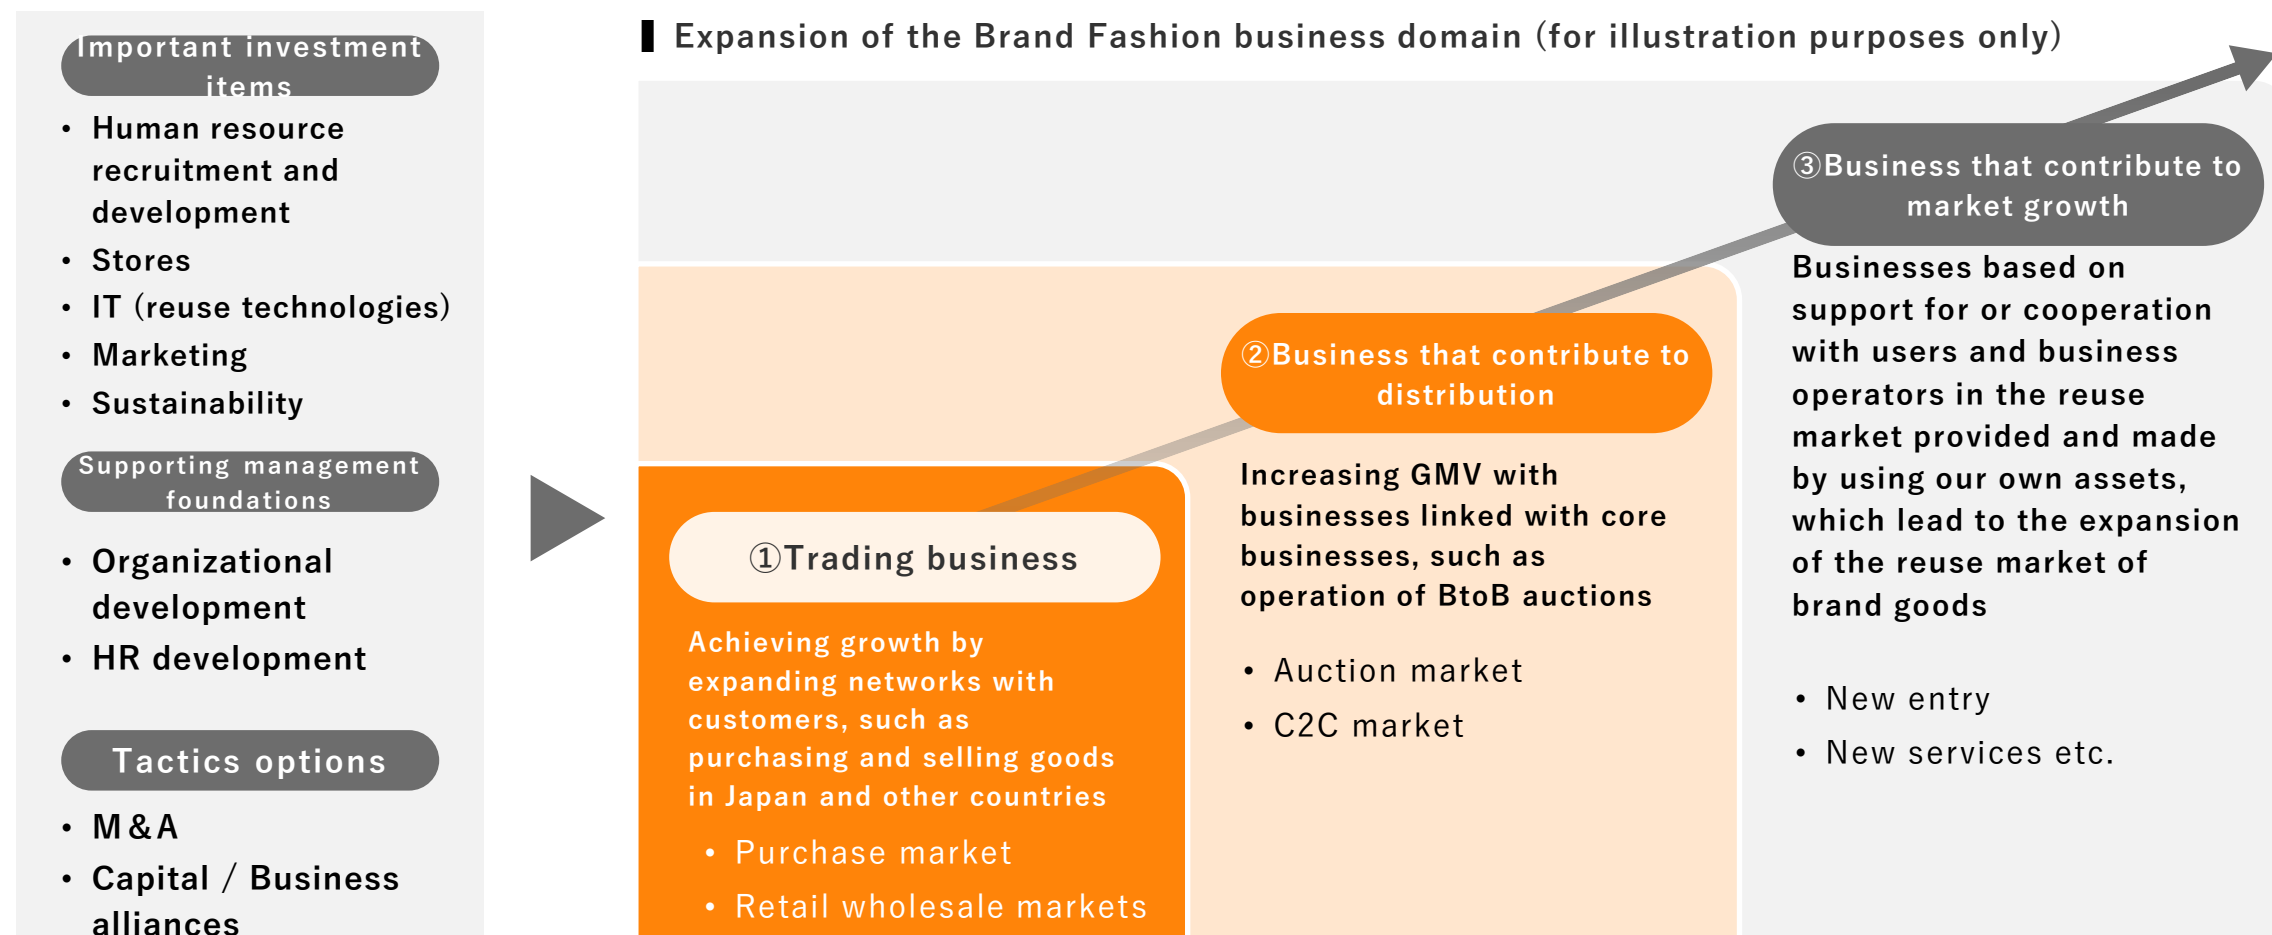 Important investment
items
• Human resource
recruitment and
development
• Stores
• IT (reuse technologies)
• Marketing
• Sustainability
Supporting management
foundations
• Organizational
development
• HR development
Tactics options
• M&A
• Capital / Business
alliances
Expansion of the Brand Fashion business domain (for illustration purposes only)
①Trading business
Achieving growth by
expanding networks with
customers, such as
purchasing and selling goods
in Japan and other countries
• Purchase market
• Retail wholesale markets
②Business that contribute to
distribution
Increasing GMV with
businesses linked with core
businesses, such as
operation of BtoB auctions
• Auction market
• C2C market
③Business that contribute to
market growth
Businesses based on
support for or cooperation
with users and business
operators in the reuse
market provided and made
by using our own assets,
which lead to the expansion
of the reuse market of
brand goods
• New entry
• New services etc.